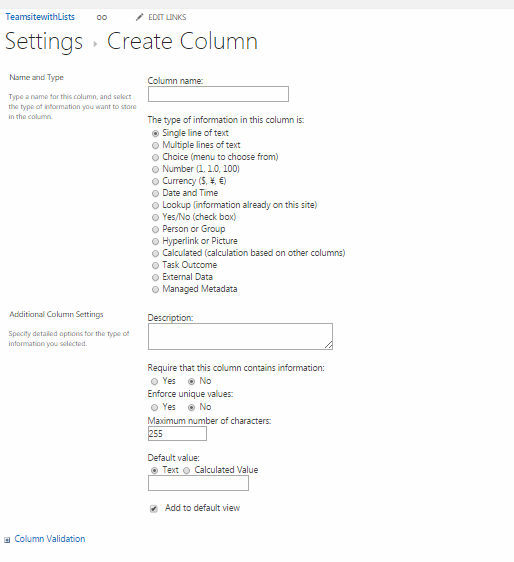 TeamsitewithLists
EDIT LINKS
Settings › Create Column
Name and Type
Type a name for this column, and select
the type of information you want to store
in the column.
Column name:
The type of information in this column is:
Single line of text
Multiple lines of text
Choice (menu to choose from)
Number (1, 1.0, 100)
Currency ($, ¥, €)
Date and Time
Lookup (information already on this site)
Yes/No (check box)
Person or Group
Hyperlink or Picture
Calculated (calculation based on other columns)
Task Outcome
External Data
Managed Metadata
Additional Column Settings
Specify detailed options for the type of
information you selected.
Description:
Require that this column contains information:
Yes No
Enforce unique values:
Yes No
Maximum number of characters:
255
Default value:
Text Calculated Value
Add to default view
Column Validation